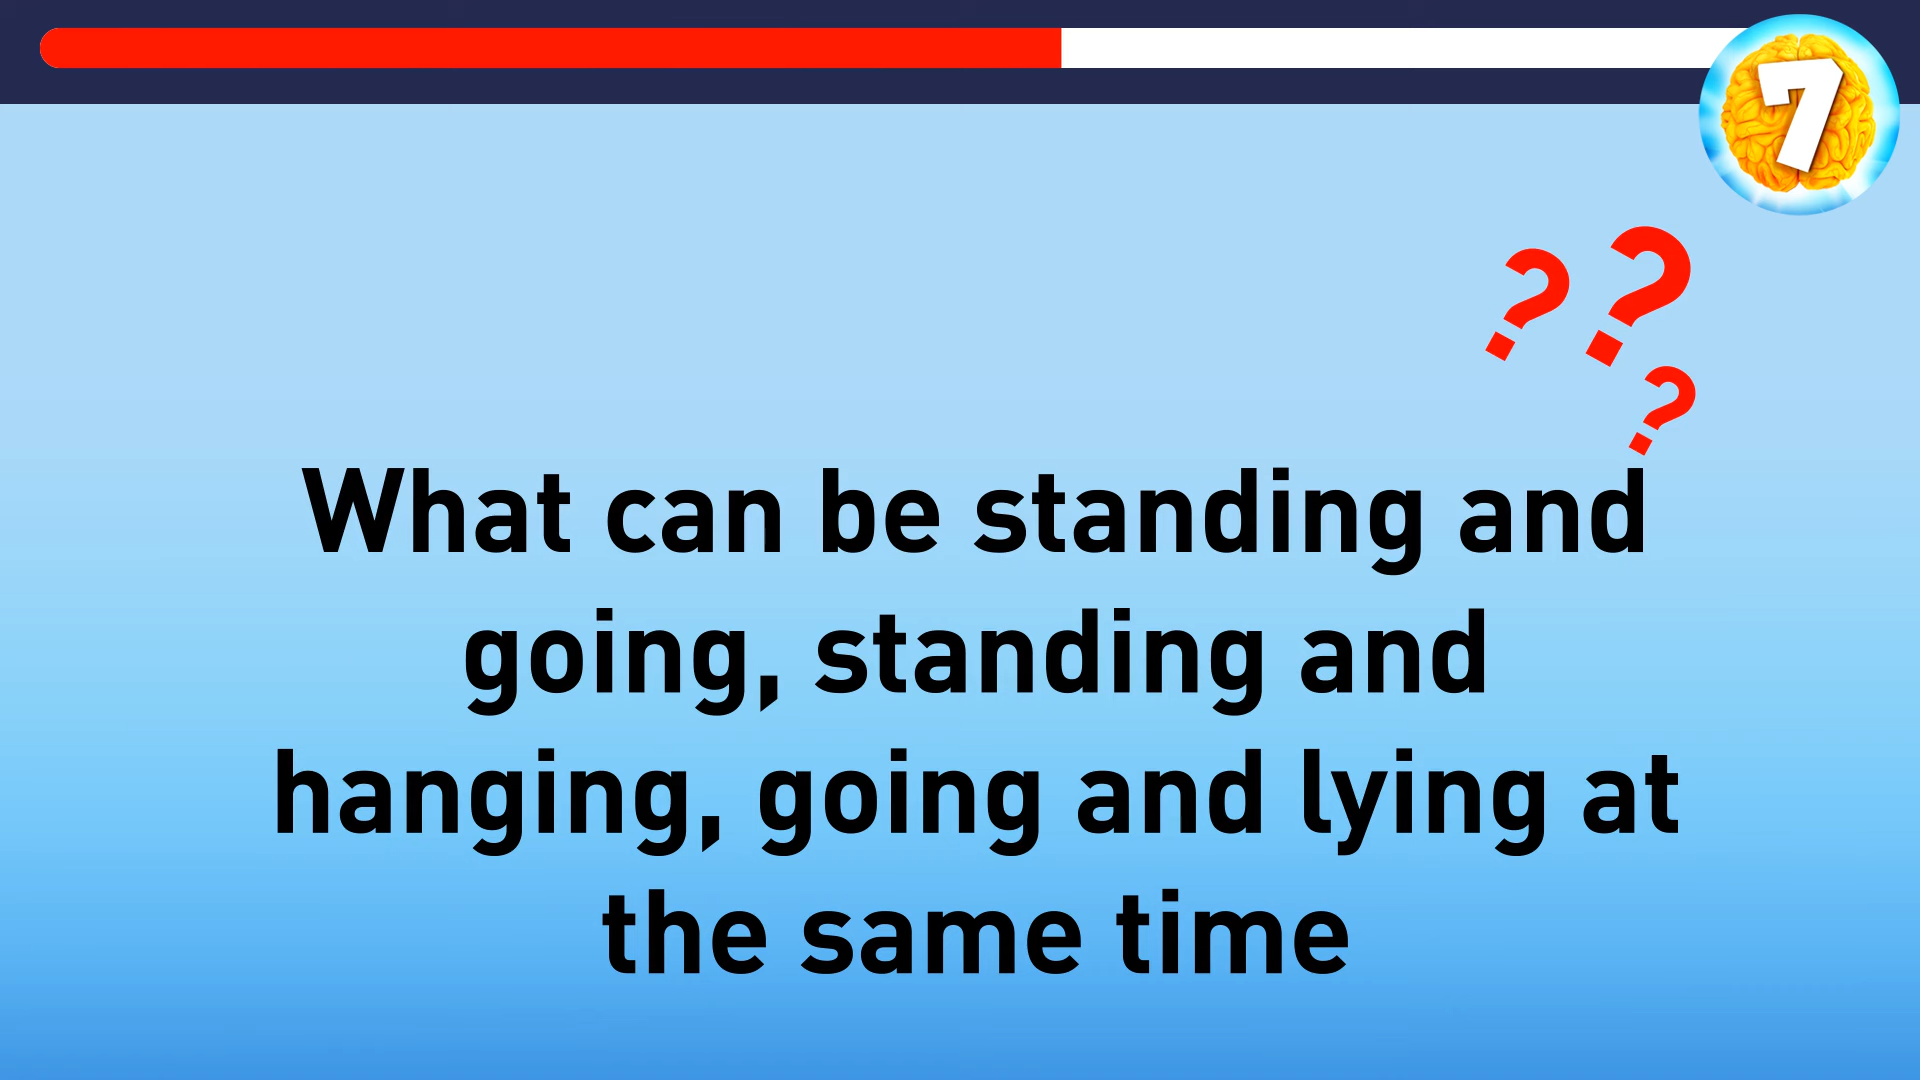 7
???
What can be standing and
going, standing and
hanging, going and lying at
the same time